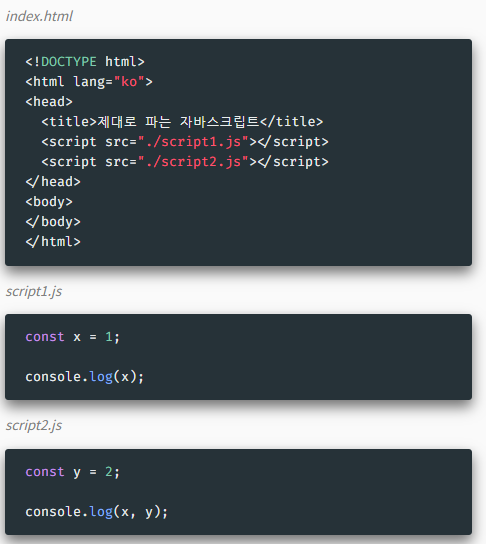 index.html
<!DOCTYPE html>
<html lang="ko">
<head>
  <title>제대로 파는 자바스크립트</title>
  <script src="./script1.js"></script>
  <script src="./script2.js"></script>
</head>
<body>
</body>
</html>
script1.js
const x = 1;
console.log(x);
script2.js
const y = 2;
console.log(x, y);